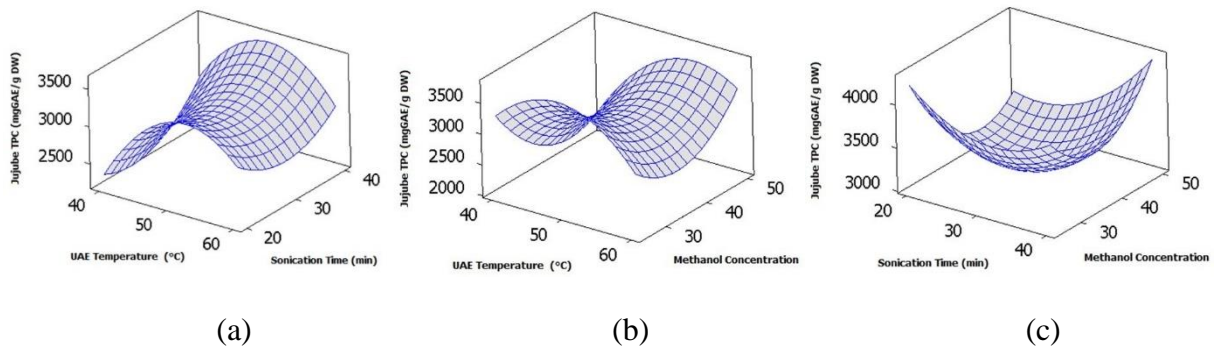 Jujube TPC (mgGAE/g DW)
3500
3000
2500
40
50
60
20
30
40
UAE Temperature (°C)
Sonication Time (min)
(a)
Jujube TPC (mgGAE/g DW)
3500
3000
2500
2000
40
50
60
30
40
50
UAE Temperature (°C)
Methanol Concentration
(b)
Jujube TPC (mgGAE/g DW)
4000
3500
3000
20
30
40
30
40
50
Sonication Time (min)
Methanol Concentration
(c)